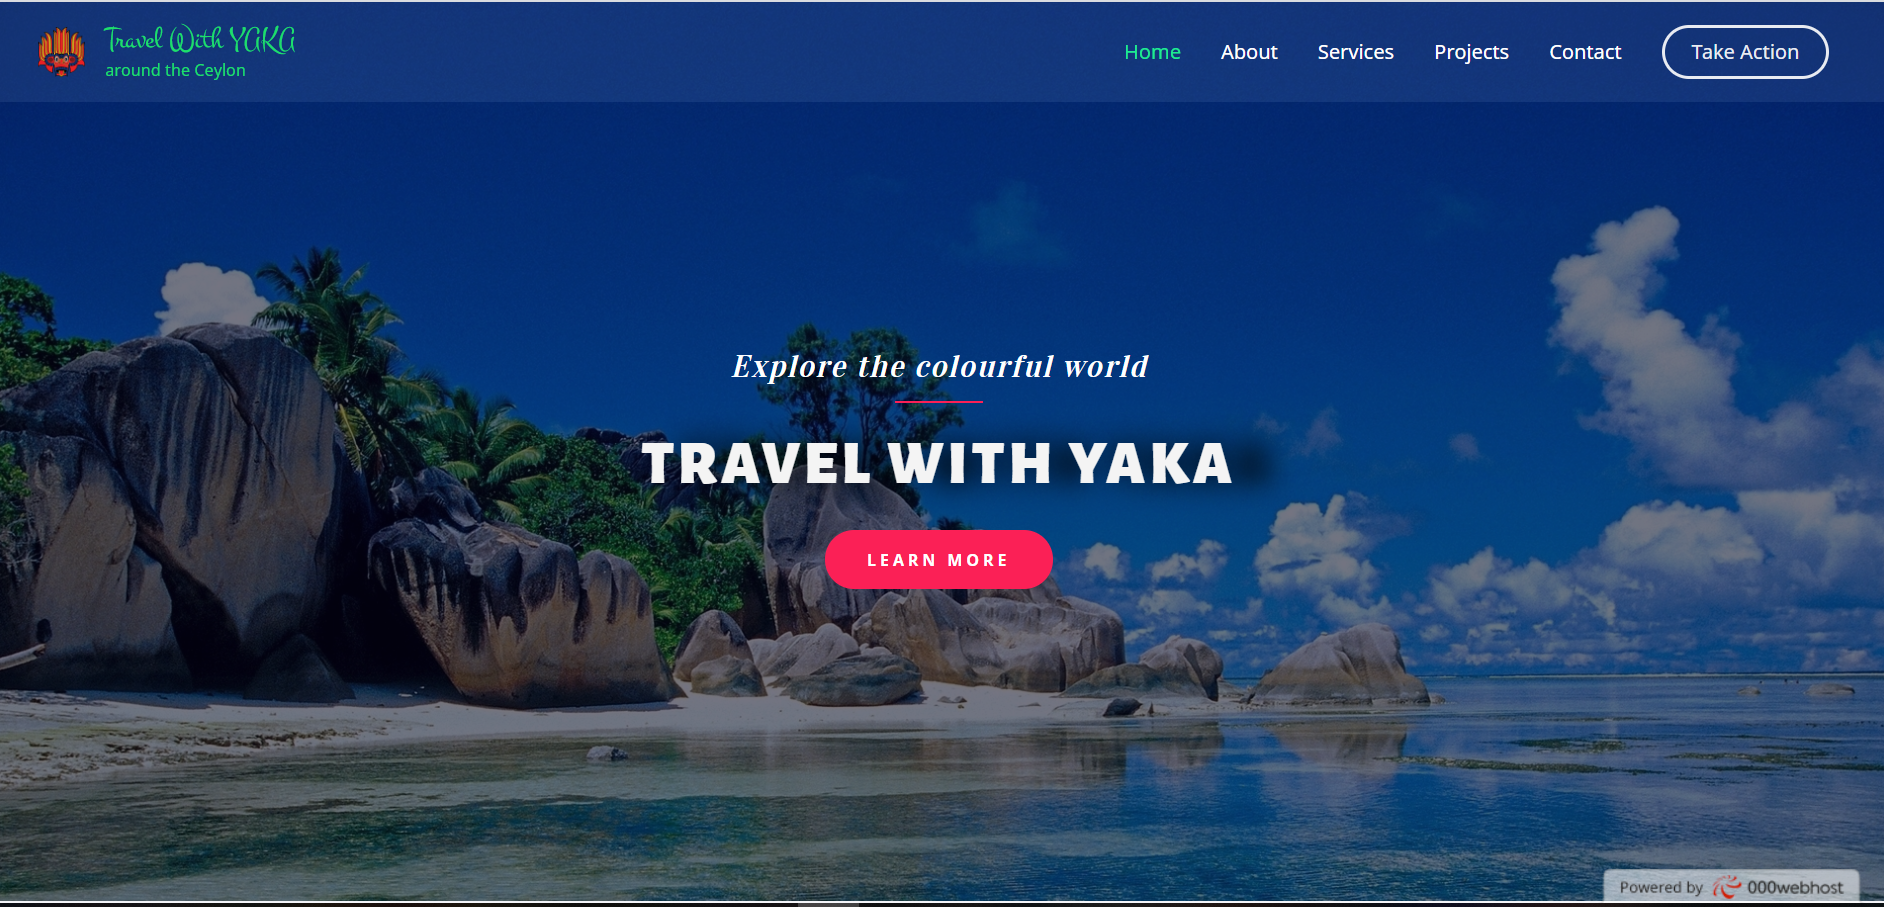 Travel With YAKA
around the Ceylon
Home About Services Projects Contact Take Action
Explore the colourful world
TRAVEL WITH YAKA
LEARN MORE
Powered by 000webhost